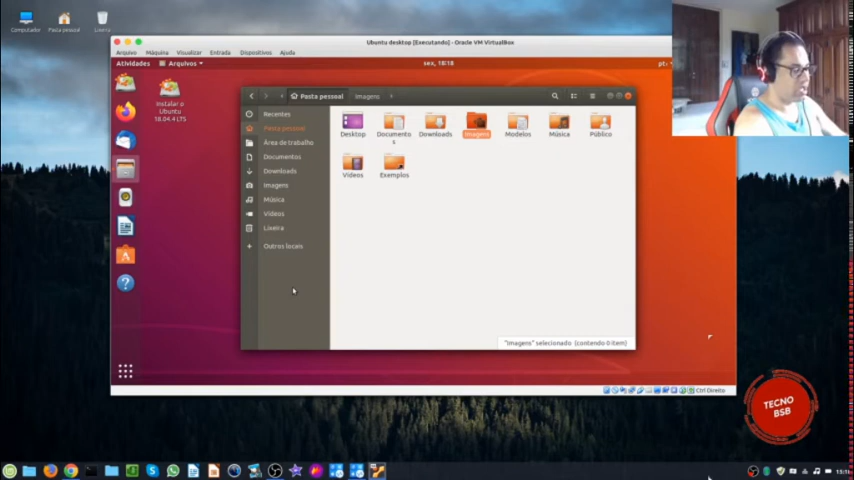 Computador
Pasta pessoal
Lixeira
Ubuntu desktop [Executando] - Oracle VM VirtualBox
Arquivo Máquina Visualizar Entrada Dispositivos Ajuda
Atividades Arquivos ▾ sex, 18:18 pt
Instalar o
Ubuntu
18.04.4 LTS
Pasta pessoal Imagens
Recentes
Pasta pessoal
Área de trabalho
Documentos
Downloads
Imagens
Música
Vídeos
Lixeira
Outros locais
Desktop
Documento
s
Downloads
Imagens
Modelos
Música
Público
Vídeos
Exemplos
"Imagens" selecionado (contendo 0 item)
Ctrl Direito
TECNO
BSB